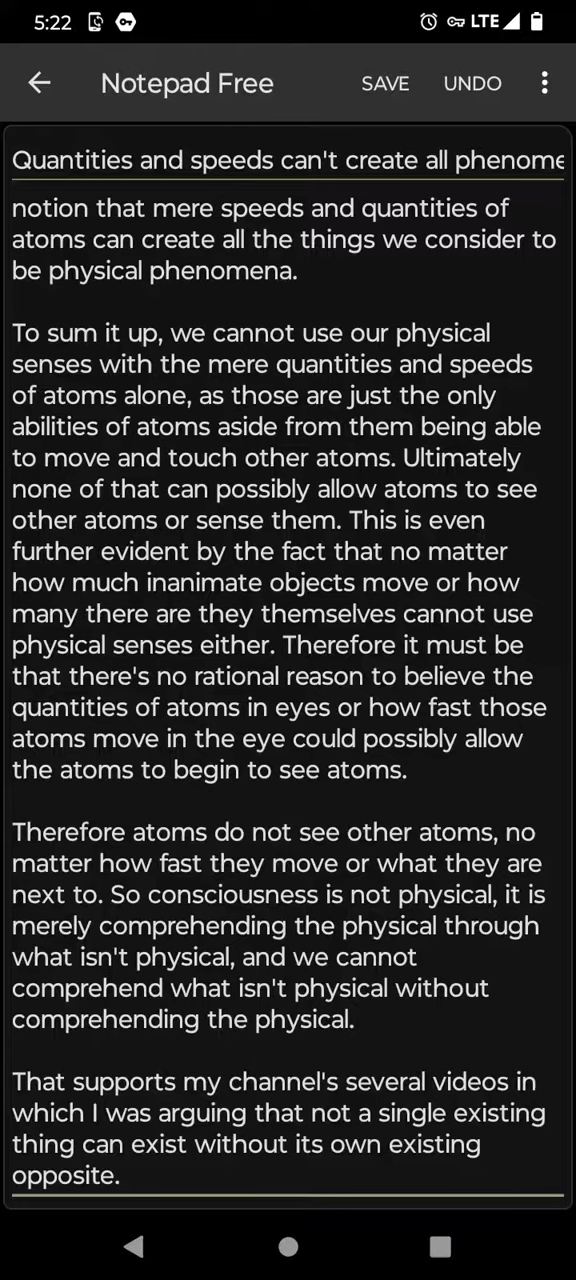 5:22
LTE
Notepad Free
SAVE
UNDO
Quantities and speeds can't create all phenome
notion that mere speeds and quantities of
atoms can create all the things we consider to
be physical phenomena.
To sum it up, we cannot use our physical
senses with the mere quantities and speeds
of atoms alone, as those are just the only
abilities of atoms aside from them being able
to move and touch other atoms. Ultimately
none of that can possibly allow atoms to see
other atoms or sense them. This is even
further evident by the fact that no matter
how much inanimate objects move or how
many there are they themselves cannot use
physical senses either. Therefore it must be
that there's no rational reason to believe the
quantities of atoms in eyes or how fast those
atoms move in the eye could possibly allow
the atoms to begin to see atoms.
Therefore atoms do not see other atoms, no
matter how fast they move or what they are
next to. So consciousness is not physical, it is
merely comprehending the physical through
what isn't physical, and we cannot
comprehend what isn't physical without
comprehending the physical.
That supports my channel's several videos in
which I was arguing that not a single existing
thing can exist without its own existing
opposite.